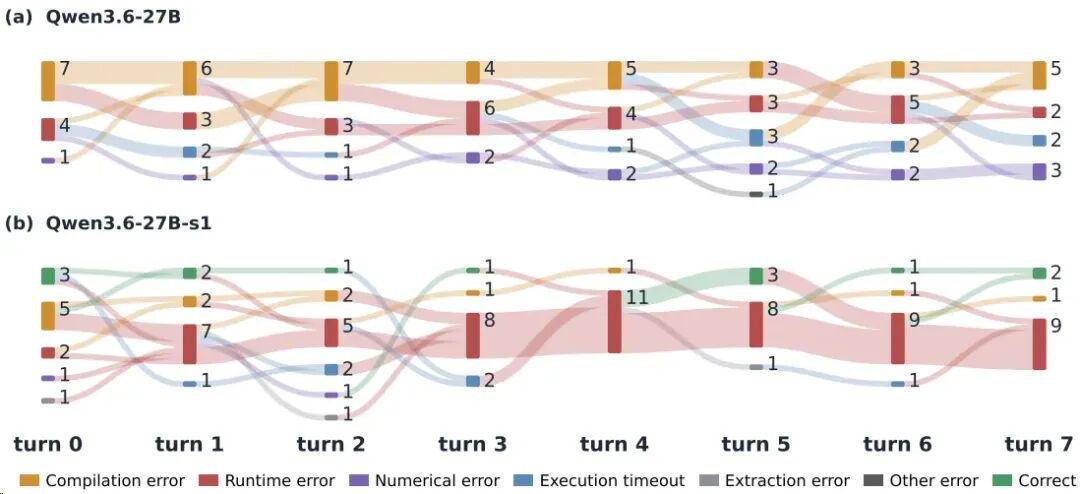 (a) Qwen3.6-27B
7 6 7 4 5 3 3 5
4 3 3 6 4 3 5 2
1 2 1 2 1 3 2 2
1 1 2 2 2 3
1
(b) Qwen3.6-27B-s1
3 2 1 1 1 3 1 2
5 2 2 1 11 8 1 1
2 7 5 8 1 9 9
1 1 2 2 1
1 1
1
turn 0 turn 1 turn 2 turn 3 turn 4 turn 5 turn 6 turn 7
Compilation error Runtime error Numerical error Execution timeout Extraction error Other error Correct